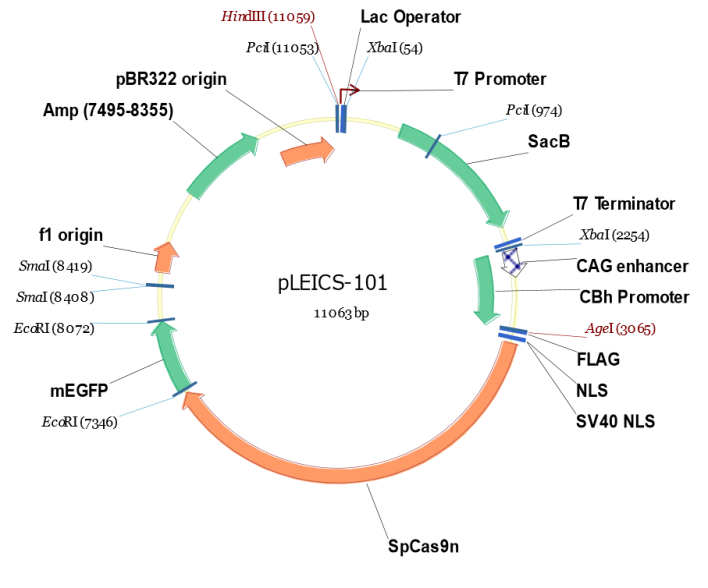 HindIII (11059)
Lac Operator
PciI (11053)
XbaI (54)
pBR322 origin
T7 Promoter
Amp (7495-8355)
PciI (974)
SacB
T7 Terminator
f1 origin
XbaI (2254)
SmaI (8419)
CAG enhancer
pLEICS-101
SmaI (8408)
CBh Promoter
11063 bp
EcoRI (8072)
AgeI (3065)
FLAG
mEGFP
NLS
EcoRI (7346)
SV40 NLS
SpCas9n